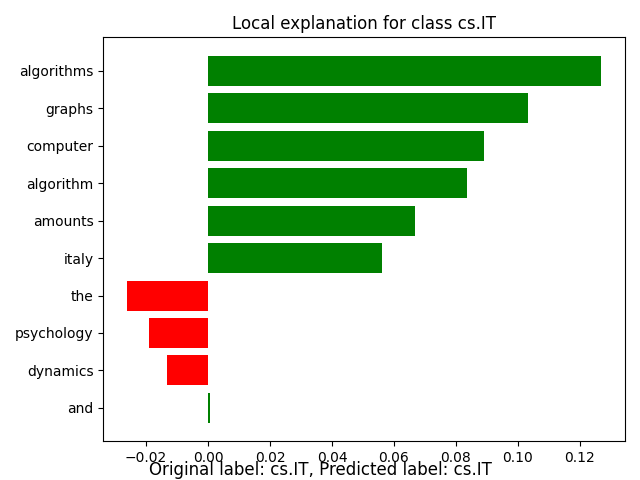 Local explanation for class cs.IT
algorithms
graphs
computer
algorithm
amounts
italy
the
psychology
dynamics
and
−0.02 0.00 0.02 0.04 0.06 0.08 0.10 0.12
Original label: cs.IT, Predicted label: cs.IT